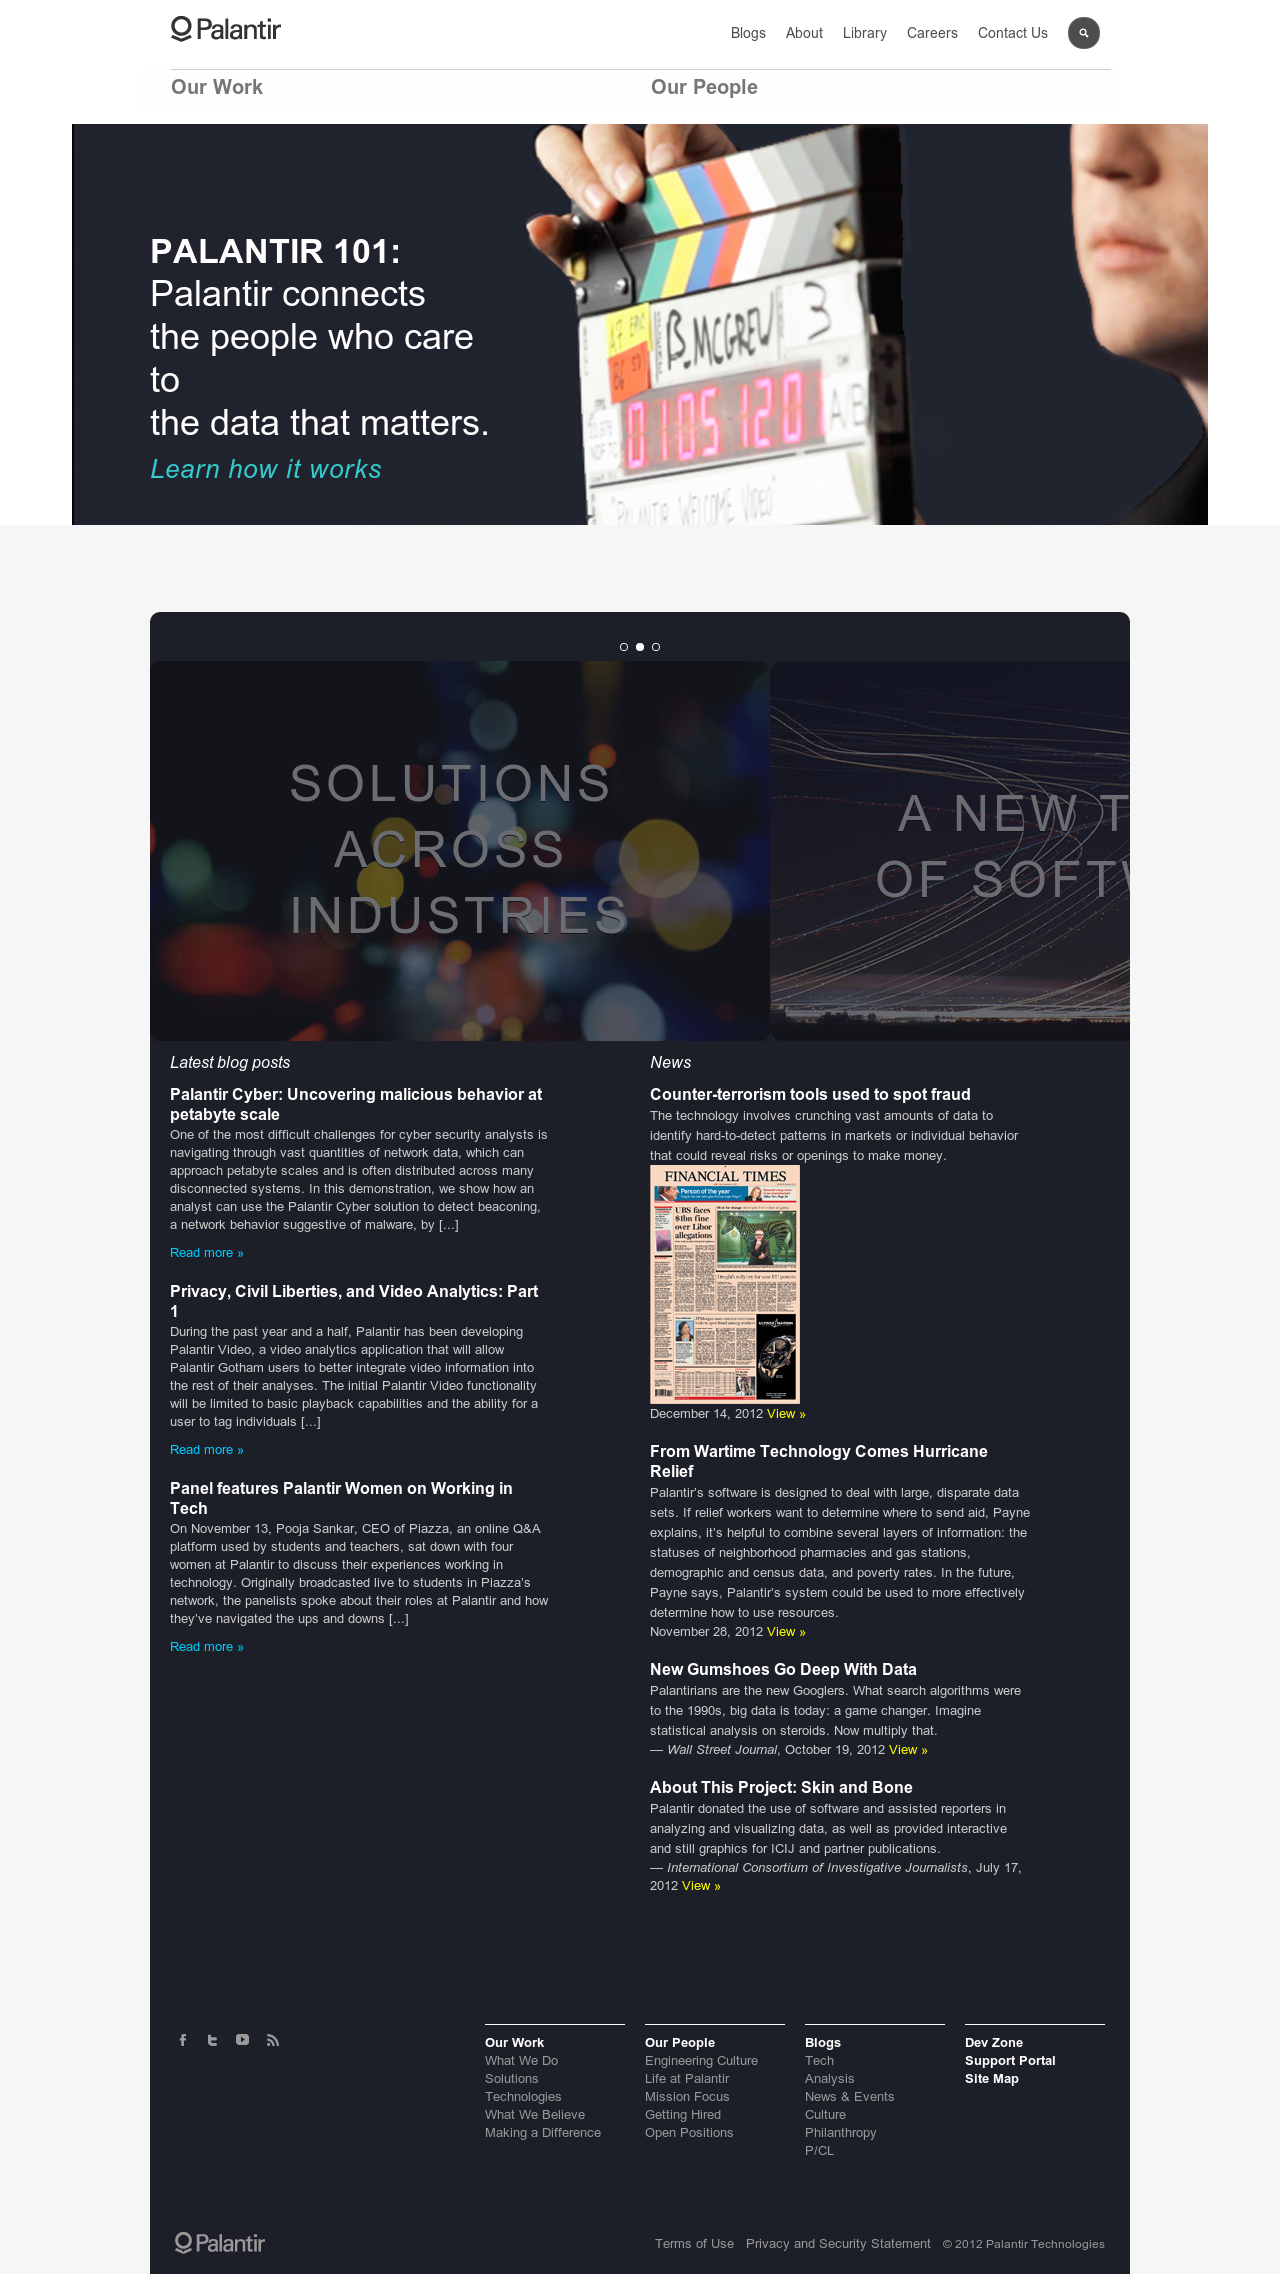 Palantir
Blogs About Library Careers Contact Us
Our Work
Our People
PALANTIR 101:
Palantir connects
the people who care
to
the data that matters.
Learn how it works
A7 EPIC
B6 50
B.MCGREW 3
01051201
AB
"PALANTIR WELCOME VIDEO"
SOLUTIONS
ACROSS
INDUSTRIES
A NEW T
OF SOFTW
Latest blog posts
Palantir Cyber: Uncovering malicious behavior at
petabyte scale
One of the most difficult challenges for cyber security analysts is
navigating through vast quantities of network data, which can
approach petabyte scales and is often distributed across many
disconnected systems. In this demonstration, we show how an
analyst can use the Palantir Cyber solution to detect beaconing,
a network behavior suggestive of malware, by [...]
Read more »
Privacy, Civil Liberties, and Video Analytics: Part
1
During the past year and a half, Palantir has been developing
Palantir Video, a video analytics application that will allow
Palantir Gotham users to better integrate video information into
the rest of their analyses. The initial Palantir Video functionality
will be limited to basic playback capabilities and the ability for a
user to tag individuals [...]
Read more »
Panel features Palantir Women on Working in
Tech
On November 13, Pooja Sankar, CEO of Piazza, an online Q&A
platform used by students and teachers, sat down with four
women at Palantir to discuss their experiences working in
technology. Originally broadcasted live to students in Piazza's
network, the panelists spoke about their roles at Palantir and how
they've navigated the ups and downs [...]
Read more »
News
Counter-terrorism tools used to spot fraud
The technology involves crunching vast amounts of data to
identify hard-to-detect patterns in markets or individual behavior
that could reveal risks or openings to make money.
FINANCIAL TIMES
Person of the year
UBS faces
$1bn fine
over Libor
allegations
December 14, 2012 View »
From Wartime Technology Comes Hurricane
Relief
Palantir's software is designed to deal with large, disparate data
sets. If relief workers want to determine where to send aid, Payne
explains, it's helpful to combine several layers of information: the
statuses of neighborhood pharmacies and gas stations,
demographic and census data, and poverty rates. In the future,
Payne says, Palantir's system could be used to more effectively
determine how to use resources.
November 28, 2012 View »
New Gumshoes Go Deep With Data
Palantirians are the new Googlers. What search algorithms were
to the 1990s, big data is today: a game changer. Imagine
statistical analysis on steroids. Now multiply that.
— Wall Street Journal, October 19, 2012 View »
About This Project: Skin and Bone
Palantir donated the use of software and assisted reporters in
analyzing and visualizing data, as well as provided interactive
and still graphics for ICIJ and partner publications.
— International Consortium of Investigative Journalists, July 17,
2012 View »
Our Work
What We Do
Solutions
Technologies
What We Believe
Making a Difference
Our People
Engineering Culture
Life at Palantir
Mission Focus
Getting Hired
Open Positions
Blogs
Tech
Analysis
News & Events
Culture
Philanthropy
P/CL
Dev Zone
Support Portal
Site Map
Palantir
Terms of Use Privacy and Security Statement © 2012 Palantir Technologies